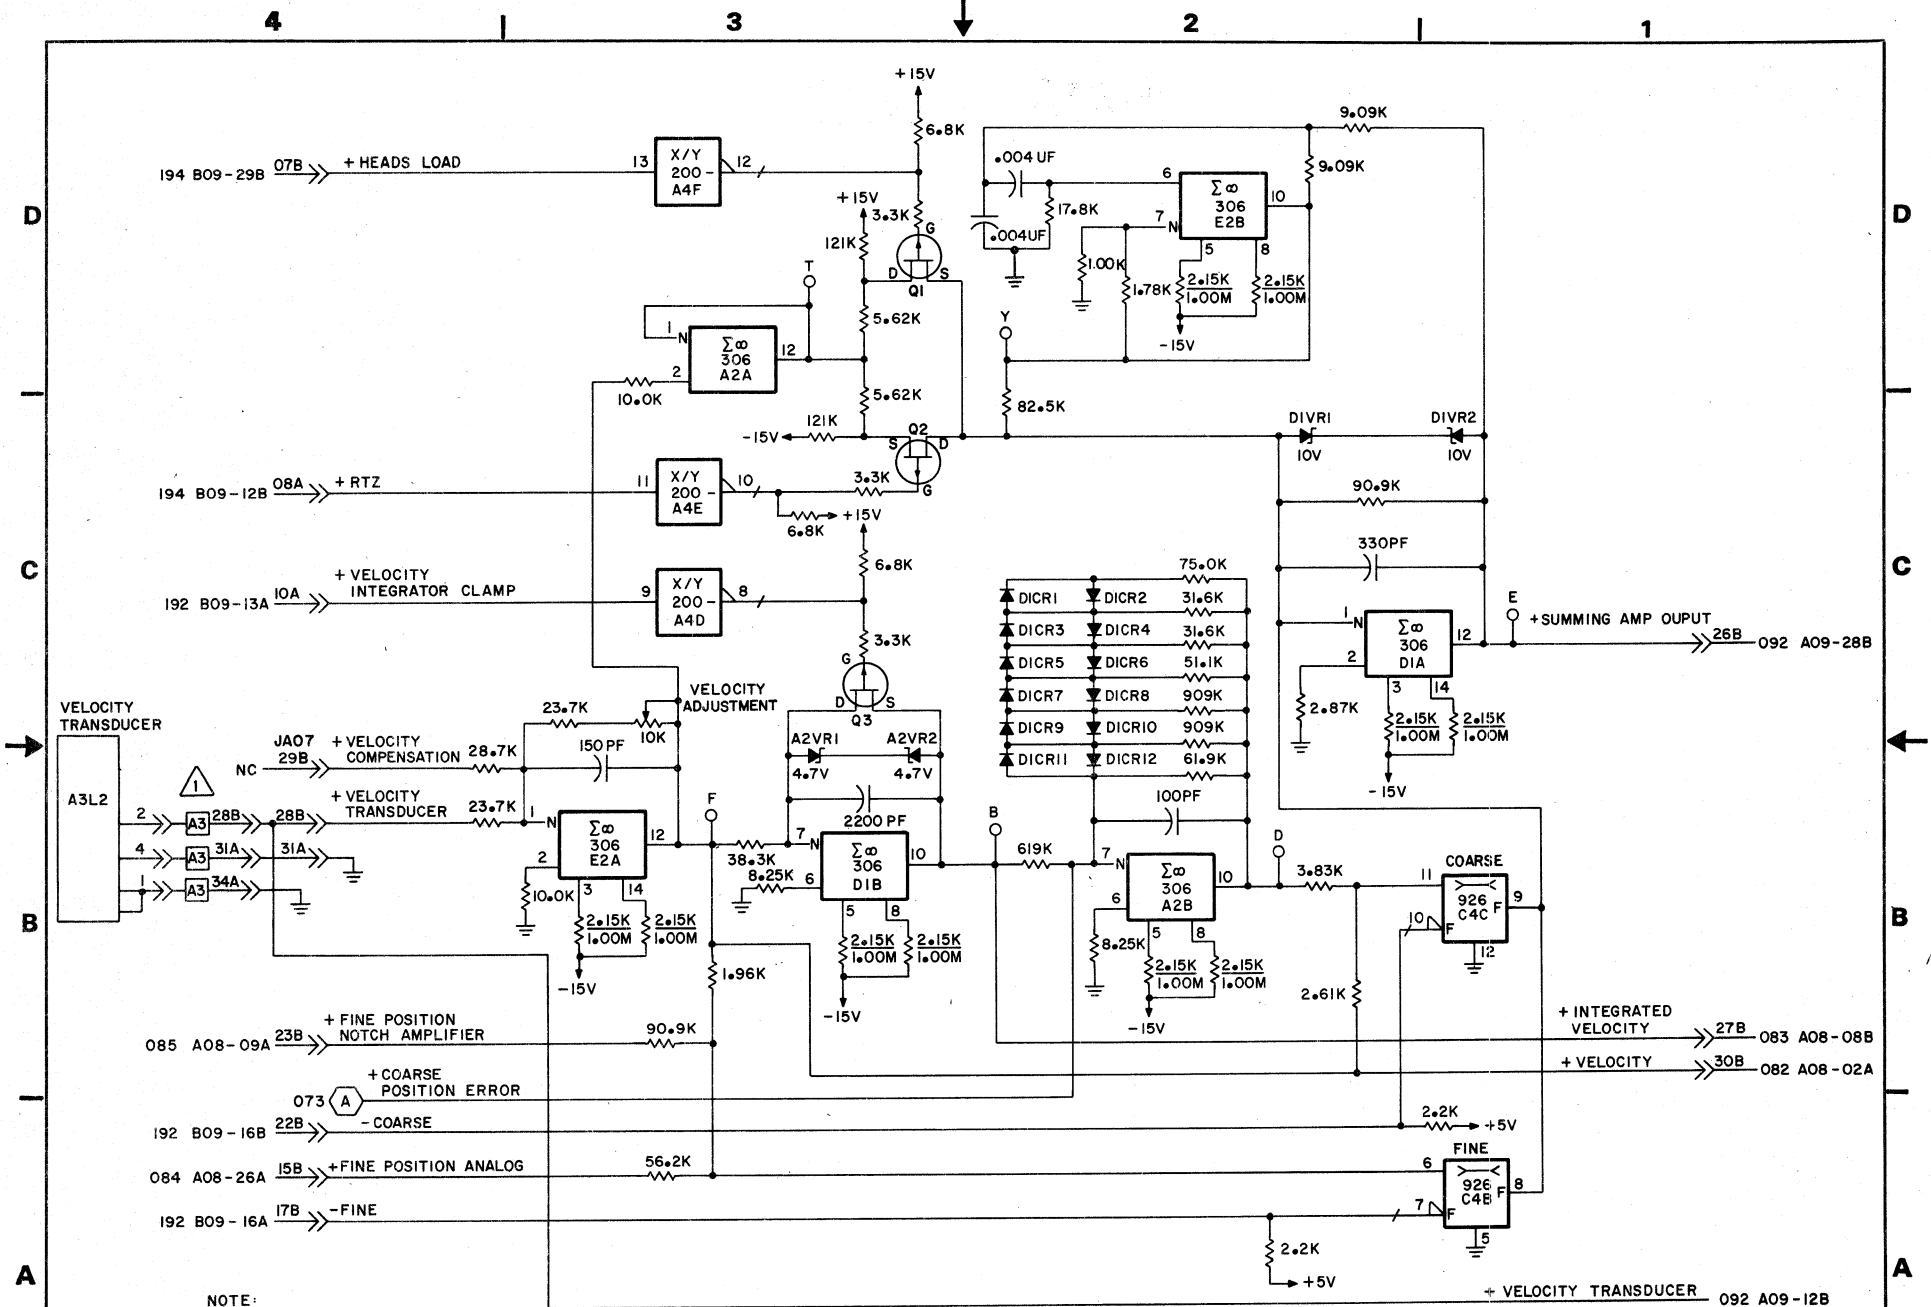 4 3 2 1
+15V
6.8K
9.09K
194 B09-29B 07B + HEADS LOAD 13 X/Y 12
200 -
A4F
.004 UF
9.09K
D
+15V
3.3K
121K
G
D S
Q1
17.8K
.004UF
6 Σ∞ 10
306
7 N E2B
5 8
1.00K
1.78K
2.15K 2.15K
1.00M 1.00M
-15V
D
T
5.62K
1 N Σ∞ 12
306
2 A2A
10.0K
Y
5.62K
82.5K
-15V 121K
Q2
S D
G
D1VR1 D1VR2
10V 10V
194 B09-12B 08A + RTZ 11 X/Y 10
200 -
A4E
3.3K
6.8K +15V
90.9K
C
6.8K
330PF
C
+ VELOCITY
192 B09-13A 10A INTEGRATOR CLAMP 9 X/Y 8
200 -
A4D
3.3K
G
D S
Q3
75.0K
DICR1 DICR2 31.6K
DICR3 DICR4 31.6K
DICR5 DICR6 51.1K
DICR7 DICR8 909K
DICR9 DICR10 909K
DICR11 DICR12 61.9K
E
+SUMMING AMP OUPUT
26B 092 A09-28B
1 N Σ∞ 12
306
2 D1A
3 14
2.87K
2.15K 2.15K
1.00M 1.00M
-15V
VELOCITY
TRANSDUCER
A3L2
VELOCITY
ADJUSTMENT
23.7K
10K
JA07 + VELOCITY
NC 29B COMPENSATION 28.7K
150PF
A2VR1 A2VR2
4.7V 4.7V
1
+ VELOCITY
2 A3 28B 28B TRANSDUCER 23.7K
4 A3 31A 31A
1 A3 34A
1 N Σ∞ 12
306
2 E2A
3 14
10.0K
2.15K 2.15K
1.00M 1.00M
-15V
F
2200 PF
38.3K
8.25K
7 N Σ∞ 10
306
6 D1B
5 8
2.15K 2.15K
1.00M 1.00M
-15V
B
619K
100PF
7 N Σ∞ 10
306
6 A2B
5 8
8.25K
2.15K 2.15K
1.00M 1.00M
-15V
D
3.83K
COARSE
11 926 9
C4C F
10 F
12
B
B
1.96K
2.61K
+ FINE POSITION
085 A08-09A 23B NOTCH AMPLIFIER 90.9K
+ INTEGRATED
VELOCITY 27B 083 A08-08B
+ VELOCITY 30B 082 A08-02A
+ COARSE
073 A POSITION ERROR
192 B09-16B 22B - COARSE
2.2K +5V
FINE
084 A08-26A 15B +FINE POSITION ANALOG 56.2K
6 926 8
C4B F
7 F
5
192 B09-16A 17B -FINE
2.2K
+5V
A
A
NOTE:
+ VELOCITY TRANSDUCER 092 A09-12B